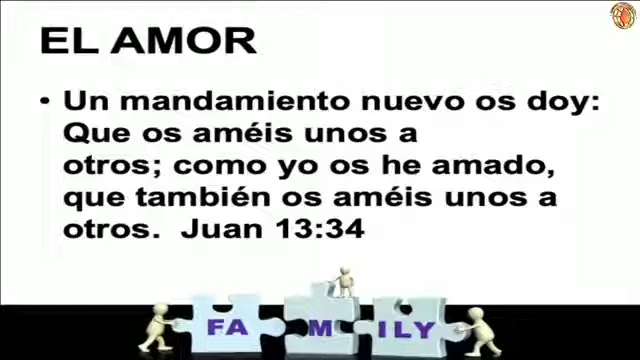 EL AMOR
• Un mandamiento nuevo os doy:
Que os améis unos a
otros; como yo os he amado,
que también os améis unos a
otros.  Juan 13:34
FA M ILY